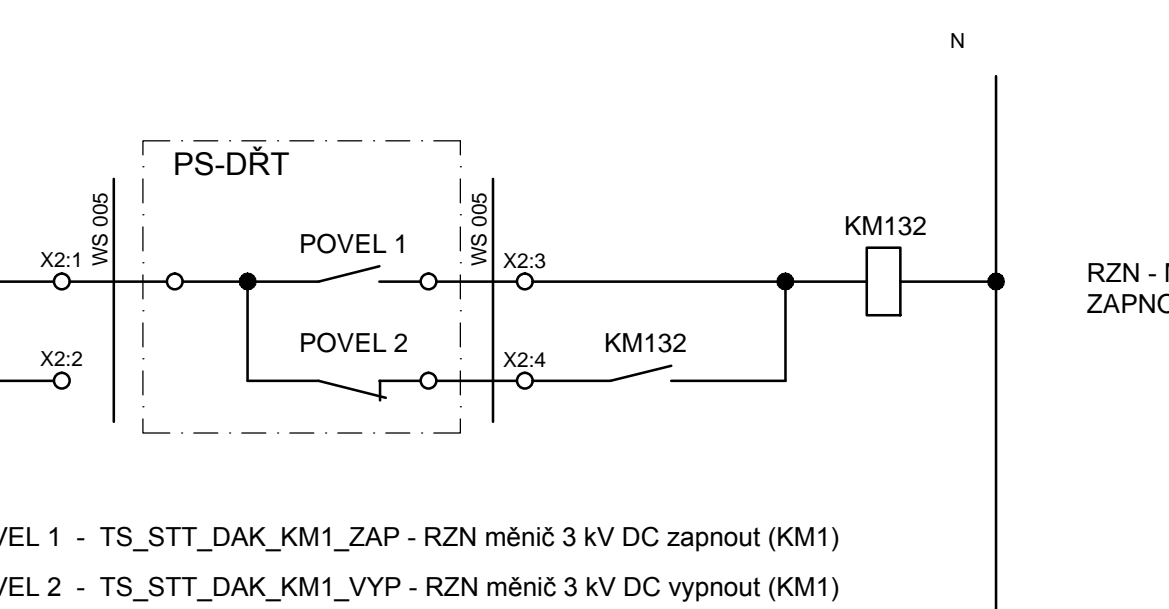 N
PS-DŘT
WS 005
WS 005
KM132
X2:1
POVEL 1
X2:3
RZN -
X2:2
POVEL 2
X2:4
KM132
VEL 1 - TS_STT_DAK_KM1_ZAP - RZN měnič 3 kV DC zapnout (KM1)
VEL 2 - TS_STT_DAK_KM1_VYP - RZN měnič 3 kV DC vypnout (KM1)